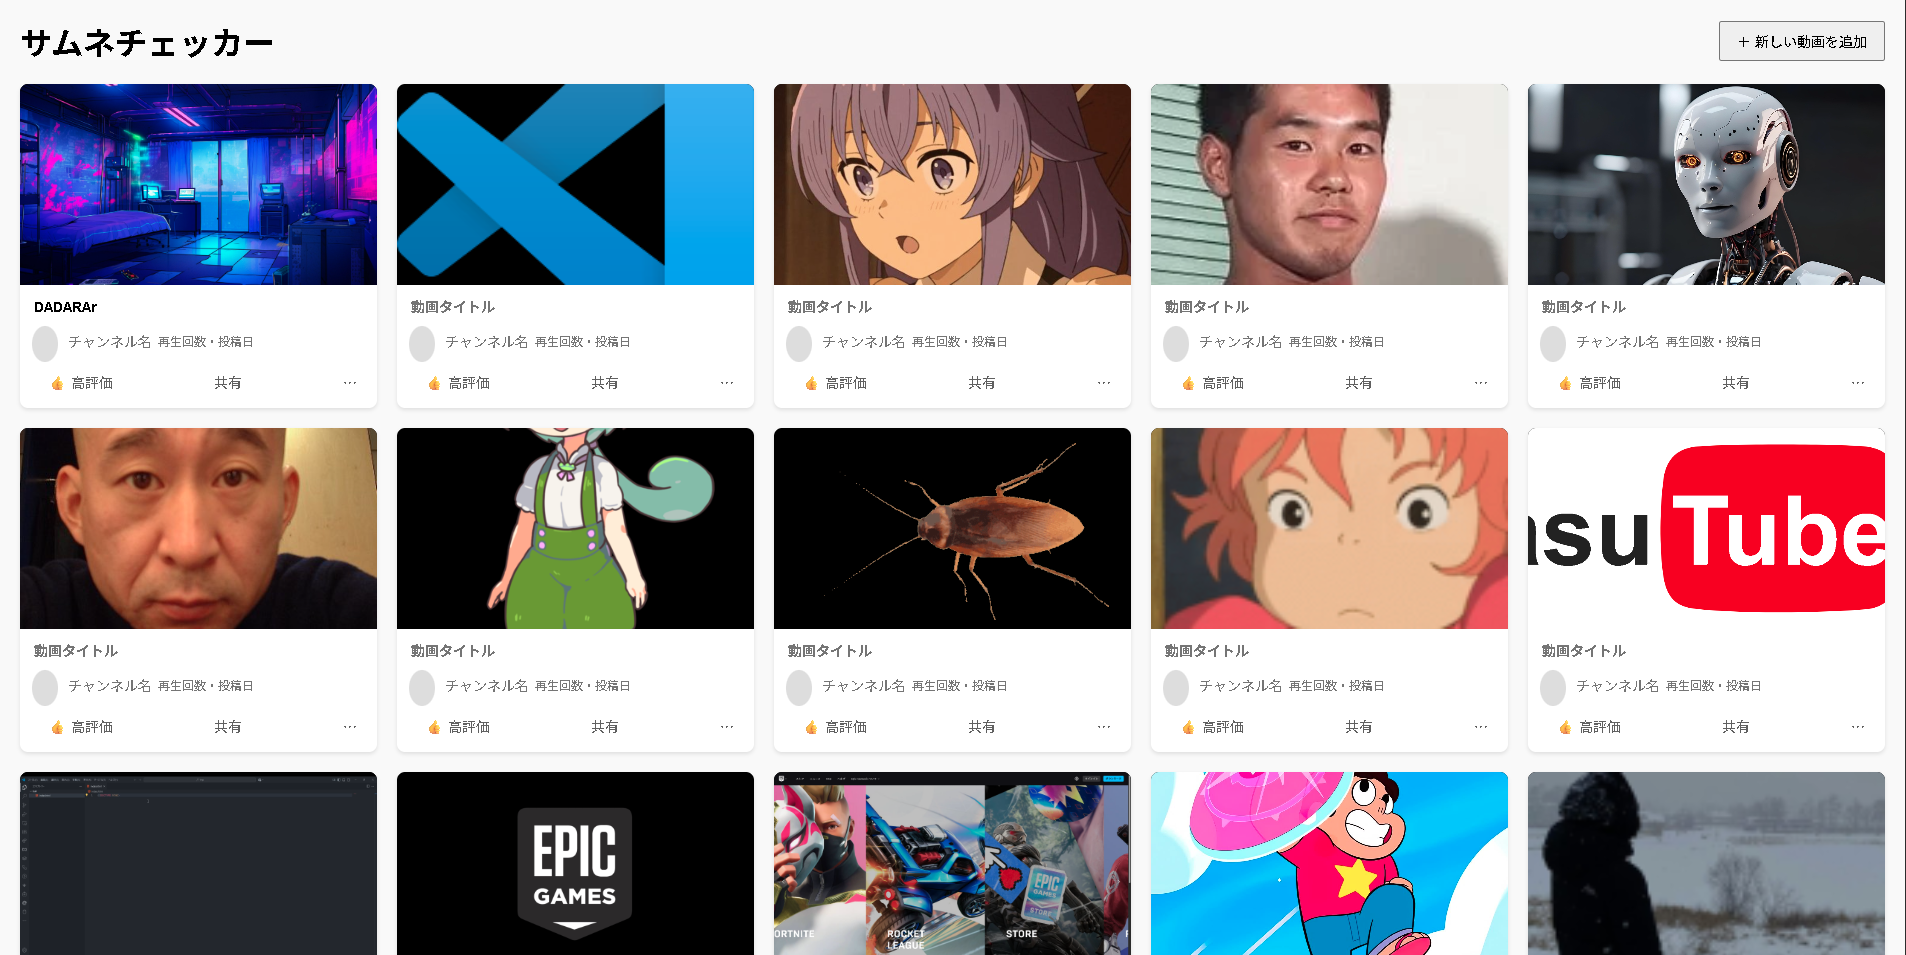 サムネチェッカー
＋ 新しい動画を追加
DADARAr
動画タイトル
動画タイトル
動画タイトル
動画タイトル
チャンネル名 再生回数・投稿日
チャンネル名 再生回数・投稿日
チャンネル名 再生回数・投稿日
チャンネル名 再生回数・投稿日
チャンネル名 再生回数・投稿日
👍 高評価 共有 …
👍 高評価 共有 …
👍 高評価 共有 …
👍 高評価 共有 …
👍 高評価 共有 …
asu Tube
動画タイトル
動画タイトル
動画タイトル
動画タイトル
動画タイトル
チャンネル名 再生回数・投稿日
チャンネル名 再生回数・投稿日
チャンネル名 再生回数・投稿日
チャンネル名 再生回数・投稿日
チャンネル名 再生回数・投稿日
👍 高評価 共有 …
👍 高評価 共有 …
👍 高評価 共有 …
👍 高評価 共有 …
👍 高評価 共有 …
EPIC
GAMES
EPIC
GAMES
STORE
ORTNITE
ROCKET
LEAGUE
STORE